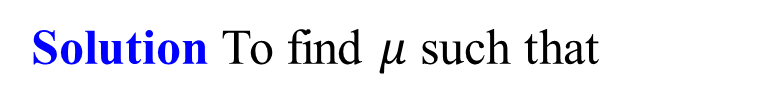 Solution To find μ such that